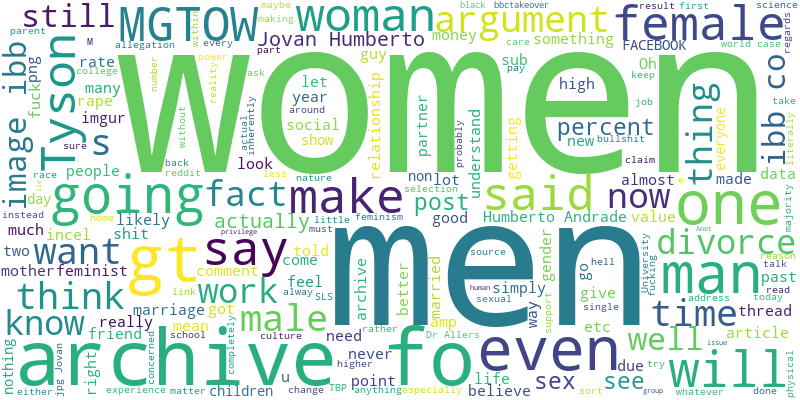 still MGTOW woman argument female
allegation every Jovan Humberto money something
parent png rate imgur many rape fuck
image ibb Tyson s
M within part guy sub pay
college number without power ask
let year social show around look
relationship partner understand
high percent new bullshit claim
FACEBOOK Oh keep job everyone
maybe making black bbctakeover care world case
result first science regards
thing ibb co take literally
women
sure day race reddit back people
actual inherently reality
less nature non lot probably getting
almost made data majority
going fact make said now one
lie instead home likely
much actually shit incel
selection feminism little must
post good Humberto Andrade value
privilege Amet
two want gt say told come feel
men
mother feminist comment link alway SLS
source hell human sexual
archive better married amp
gender go simply way
University fucking
man divorce reason talk past read
think work marriage got
know really mean friend male
need never rather
give single support etc
time thread address today article
nothing right jpg Jovan concerned
school culture completely
u higher TBP Dr Allers
archive fo even well will
life point believe sex see due
try issue physical
either experience matter children change anything especially
sort group whatever done